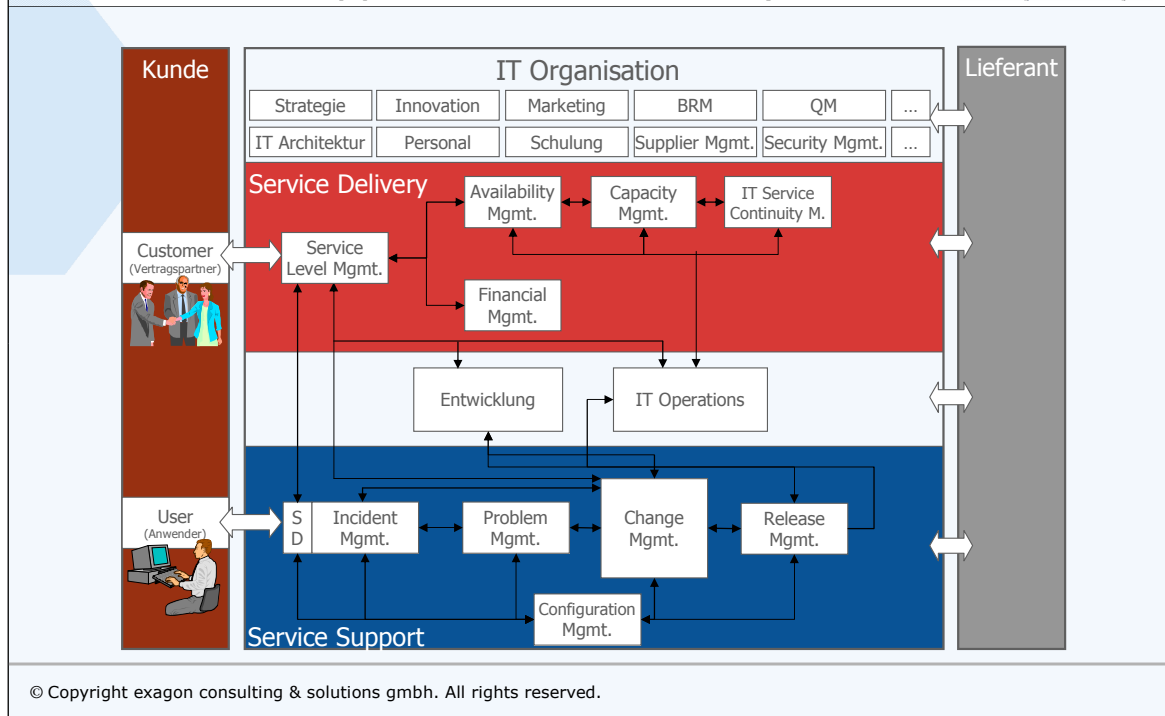 Kunde
IT Organisation
Lieferant
Strategie
Innovation
Marketing
BRM
QM
...
IT Architektur
Personal
Schulung
Supplier Mgmt.
Security Mgmt.
...
Service Delivery
Availability
Mgmt.
Capacity
Mgmt.
IT Service
Continuity M.
Customer
(Vertragspartner)
Service
Level Mgmt.
Financial
Mgmt.
Entwicklung
IT Operations
User
(Anwender)
S
D
Incident
Mgmt.
Problem
Mgmt.
Change
Mgmt.
Release
Mgmt.
Configuration
Mgmt.
Service Support
© Copyright exagon consulting & solutions gmbh. All rights reserved.